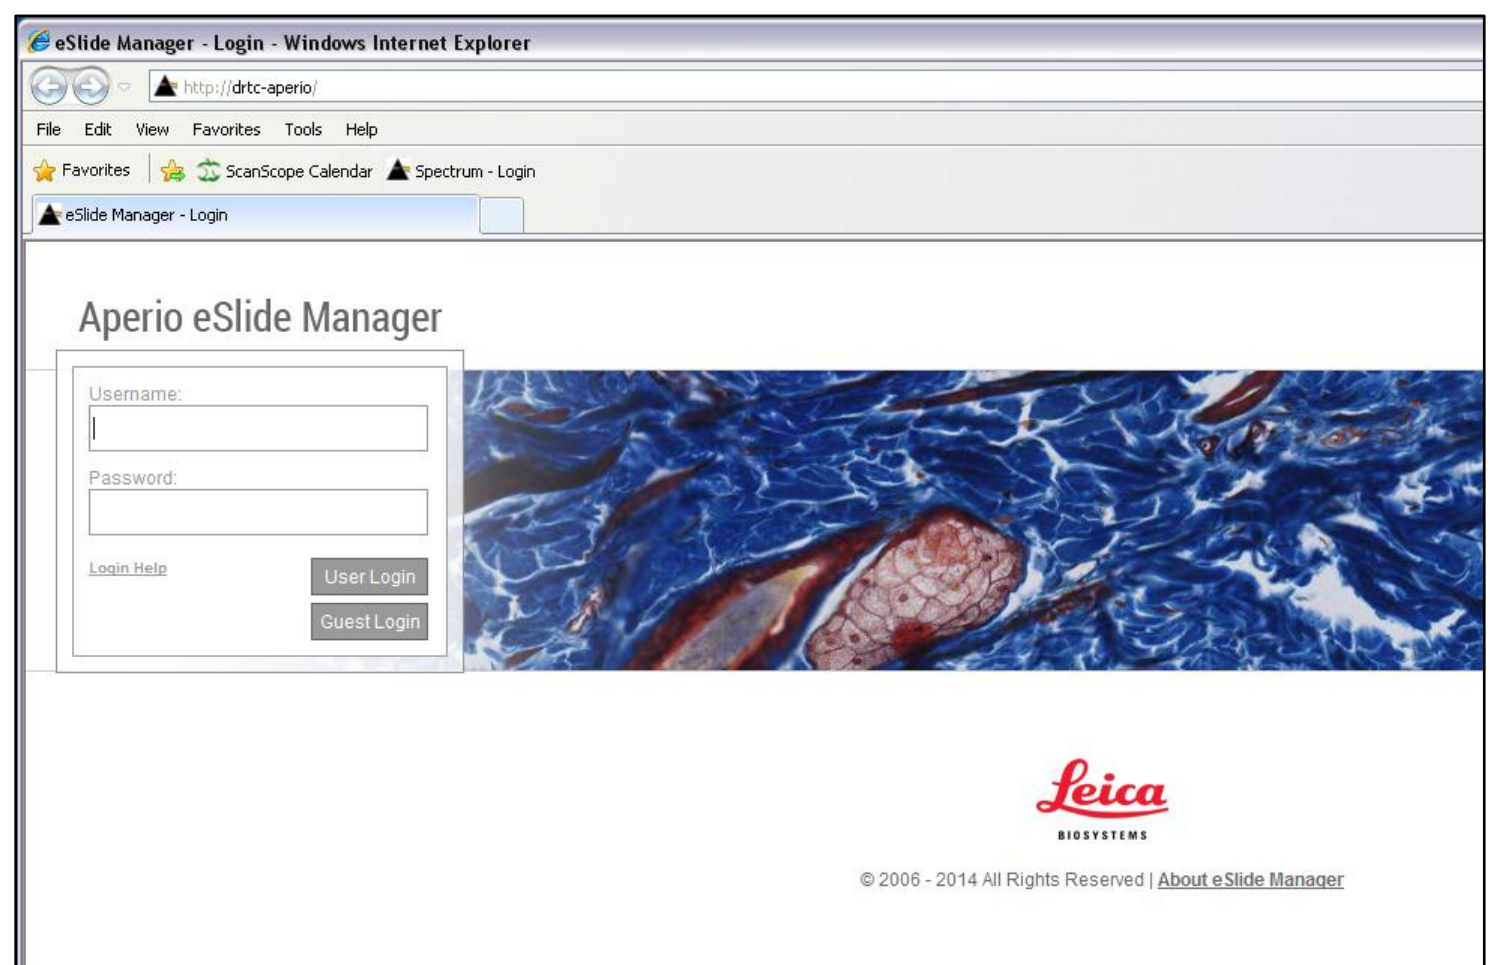 eSlide Manager - Login - Windows Internet Explorer
http://drtc-aperio/
File Edit View Favorites Tools Help
Favorites ScanScope Calendar Spectrum - Login
eSlide Manager - Login
Aperio eSlide Manager
Username:
Password:
Login Help
User Login
Guest Login
Leica
BIOSYSTEMS
© 2006 - 2014 All Rights Reserved | About eSlide Manager